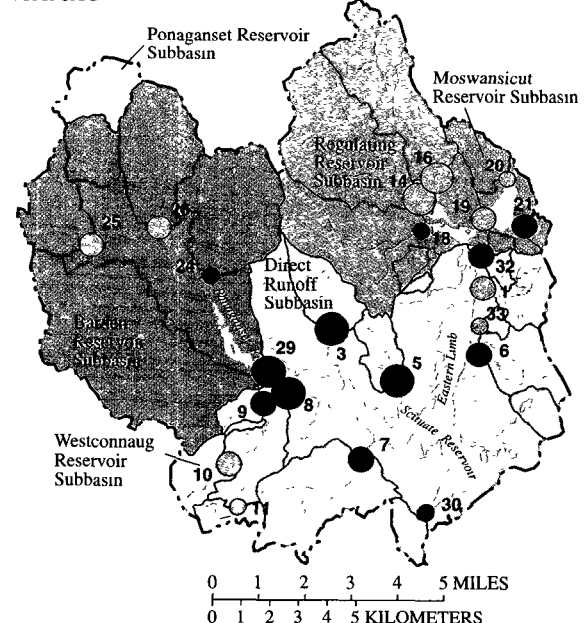 Ponaganset Reservoir
Subbasin
Moswansicut
Reservoir Subbasin
Regulating
Reservoir
Subbasin
16
14
20
19
21
18
25
26
24
32
Direct
Runoff
Subbasin
1
33
Barden
Reservoir
Subbasin
29
3
5
6
Eastern Limb
9
8
Scituate Reservoir
Westconnaug
Reservoir
Subbasin
10
7
11
30
0 1 2 3 4 5 MILES
0 1 2 3 4 5 KILOMETERS